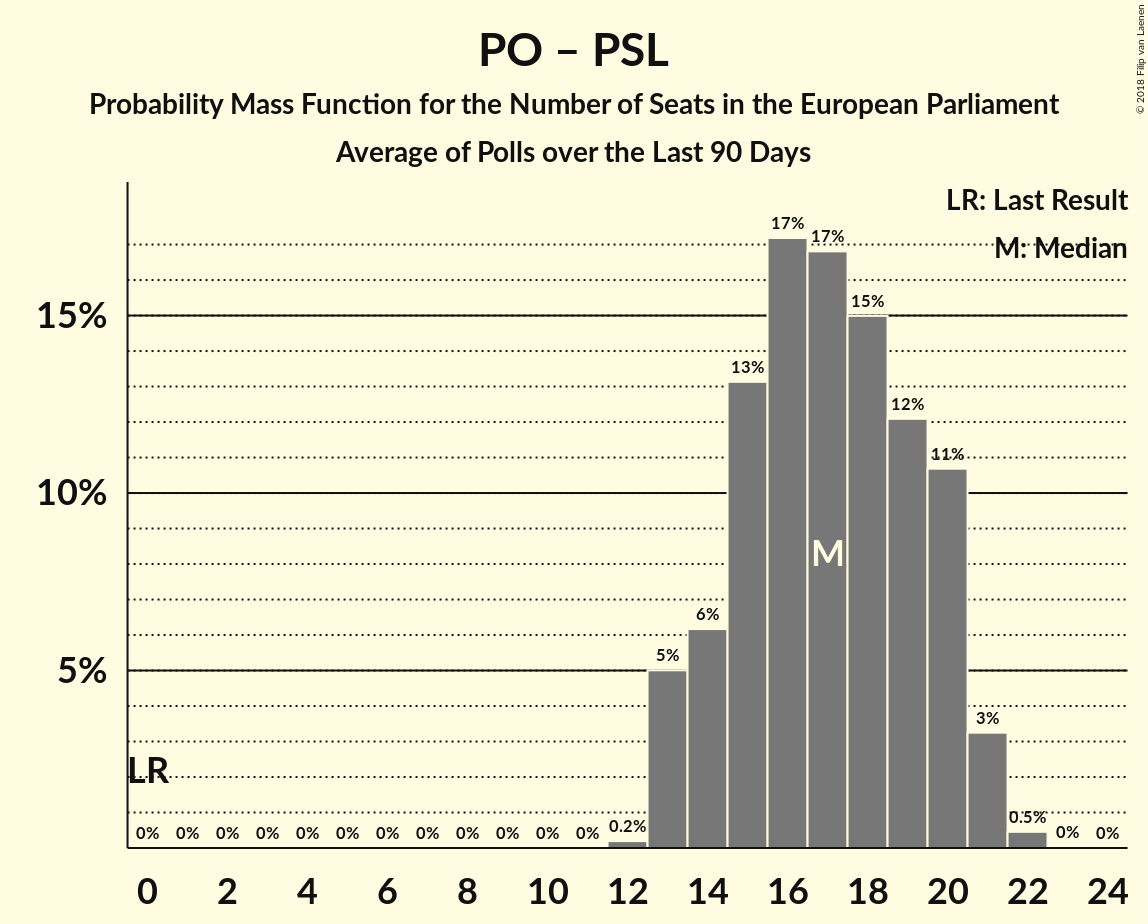 PO – PSL
Probability Mass Function for the Number of Seats in the European Parliament
Average of Polls over the Last 90 Days
© 2018 Filip van Laenen
LR: Last Result
M: Median
17%
17%
15%
15%
13%
12%
11%
10%
M
6%
5%
5%
3%
LR
0% 0% 0% 0% 0% 0% 0% 0% 0% 0% 0% 0% 0.2% 0.5% 0% 0%
0 2 4 6 8 10 12 14 16 18 20 22 24